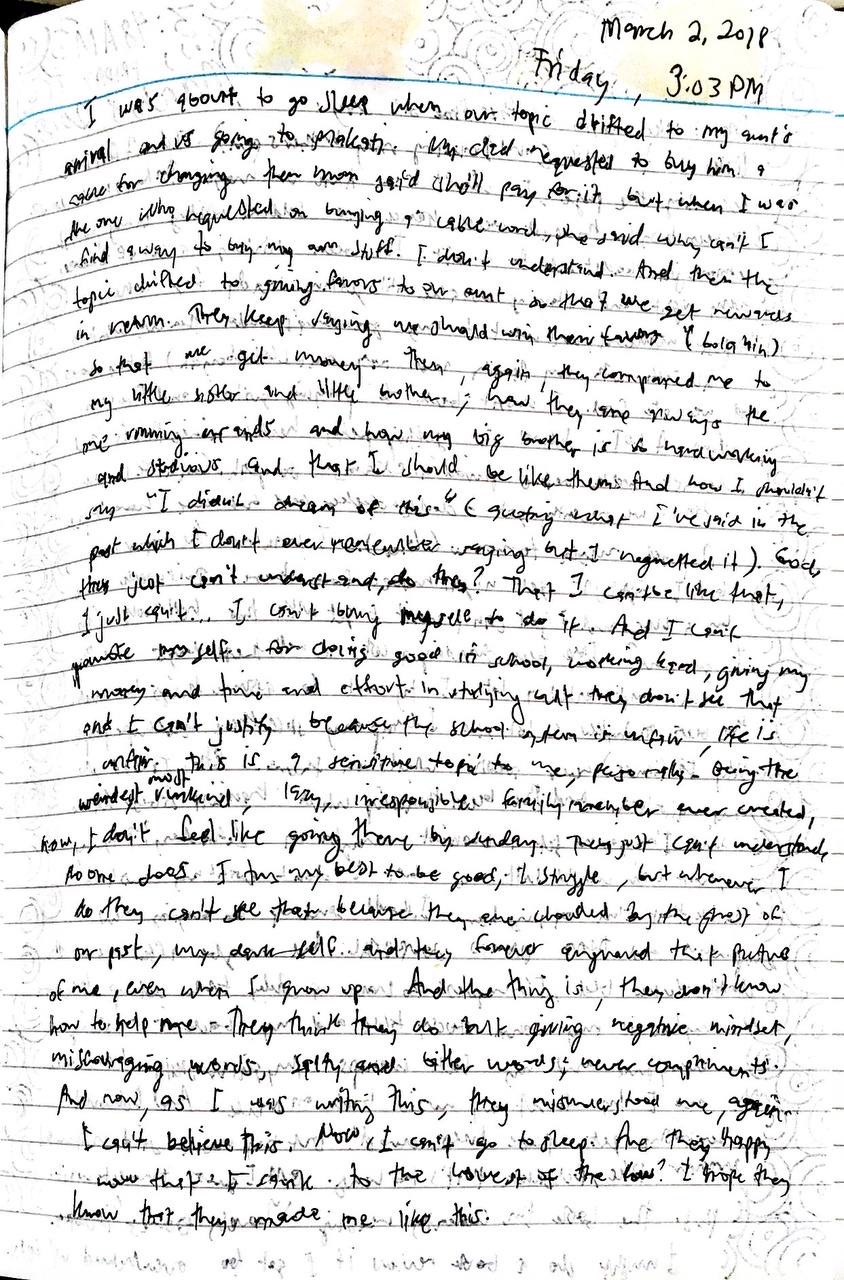 March 2, 2018
Friday, 3:03 PM
I was about to go sleep when our topic drifted to my aunt's
arrival and us going to Makati. My dad requested to buy him a
cable for charging then mom said she'll pay for it but when I was
the one who requested on buying a cable cord, she said why can't I
find a way to buy my own stuff. I don't understand. And then the
topic drifted to giving favors to our aunt, so that we get rewards
in return. They keep saying we should win their favors (
so that we get money. Then, again, they compared me to
my little sister and little brother; how they are always the
one running errands and how my big brother is so hardworking
and studious and that I should be like them. And how I shouldn't
say "I didn't dream of this" (quoting what I've said in the
past which I don't even remember saying but I regretted it). God,
they just can't understand, do they? That I can't be like that,
I just can't... I can't bring myself to do it. And I can't
promote myself for doing good in school, working hard, giving my
money and time and effort in studying but they don't see that
and I can't justify because the school system is unfair, life is
unfair. This is a sensitive topic to me, personally. Being the
weirdest, most unkind, lazy, irresponsible family member ever created,
now, I don't feel like going there by Sunday. They just can't understand,
no one does. I try my best to be good, I struggle, but whenever I
do they can't see that because they are clouded by the ghost of
our past, my dark self and they forever engraved that picture
of me, even when I grow up. And the thing is, they don't know
how to help me. They think they do but giving negative mindset,
miscouraging words, salty and bitter words; never compliments.
And now, as I was writing this, they misunderstood me, again.
I can't believe this. Now, I can't go to sleep. Are they happy
now that I sank to the lowest of the low? I hope they
know that they made me like this.